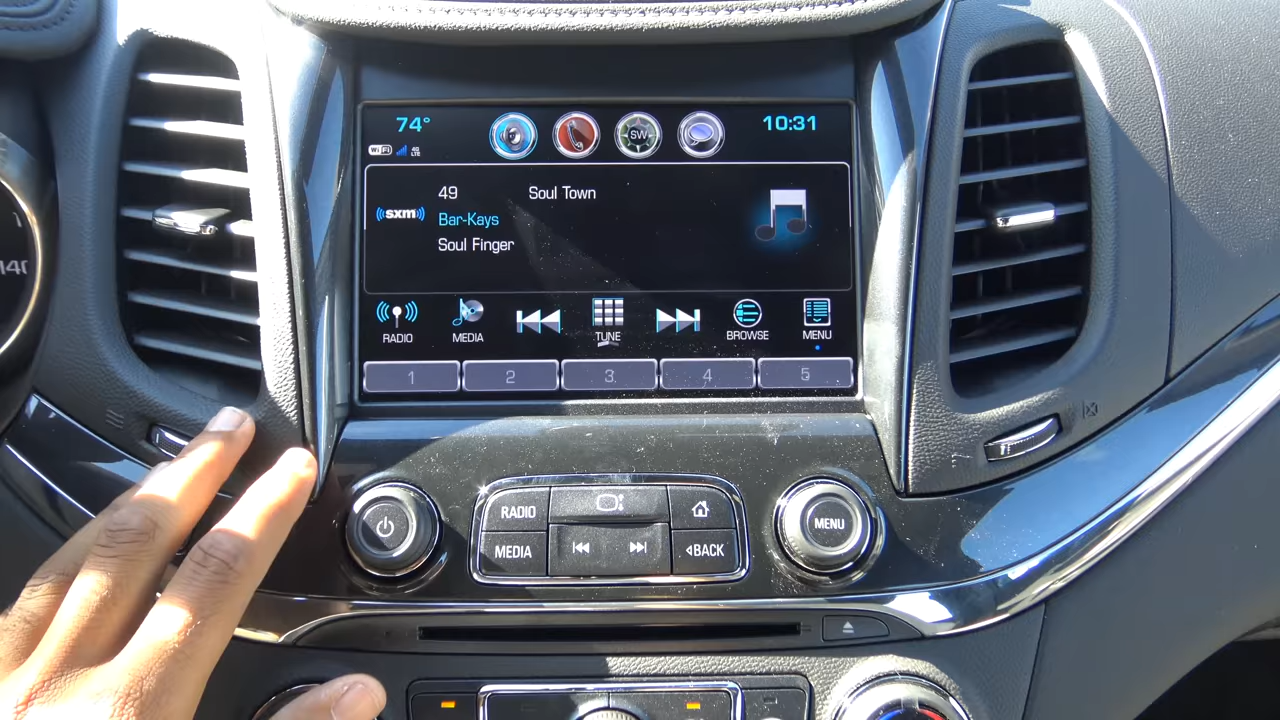 74°
SW
10:31
WiFi
4G
LTE
49 Soul Town
((sxm))
Bar-Kays
Soul Finger
RADIO
MEDIA
TUNE
BROWSE
MENU
1 2 3 4 5
RADIO
MEDIA
BACK
MENU
140